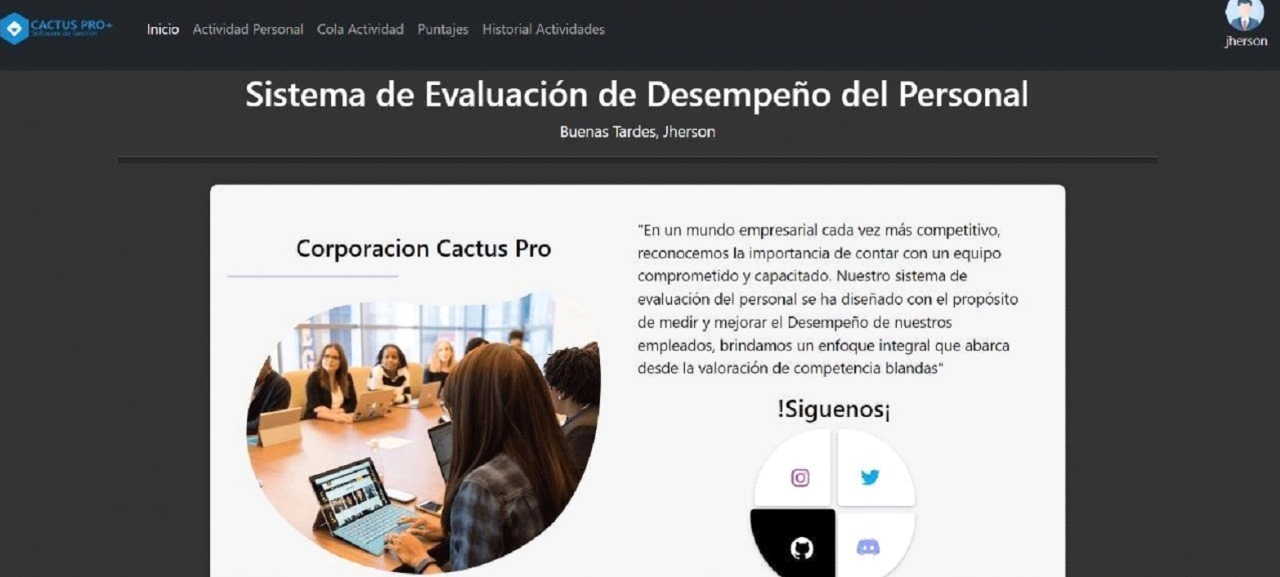 CACTUS PRO+
Software de Gestión
Inicio Actividad Personal Cola Actividad Puntajes Historial Actividades
jherson
Sistema de Evaluación de Desempeño del Personal
Buenas Tardes, Jherson
Corporacion Cactus Pro
"En un mundo empresarial cada vez más competitivo,
reconocemos la importancia de contar con un equipo
comprometido y capacitado. Nuestro sistema de
evaluación del personal se ha diseñado con el propósito
de medir y mejorar el Desempeño de nuestros
empleados, brindamos un enfoque integral que abarca
desde la valoración de competencia blandas"
!Siguenos¡